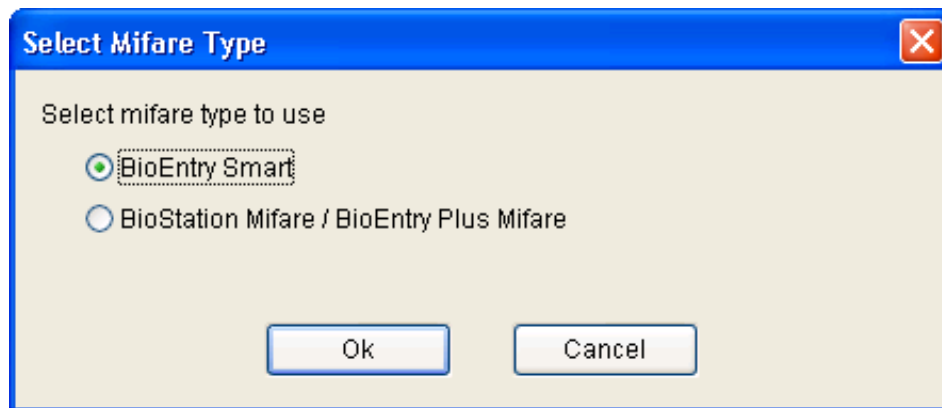 Select Mifare Type
Select mifare type to use
BioEntry Smart
BioStation Mifare / BioEntry Plus Mifare
Ok Cancel